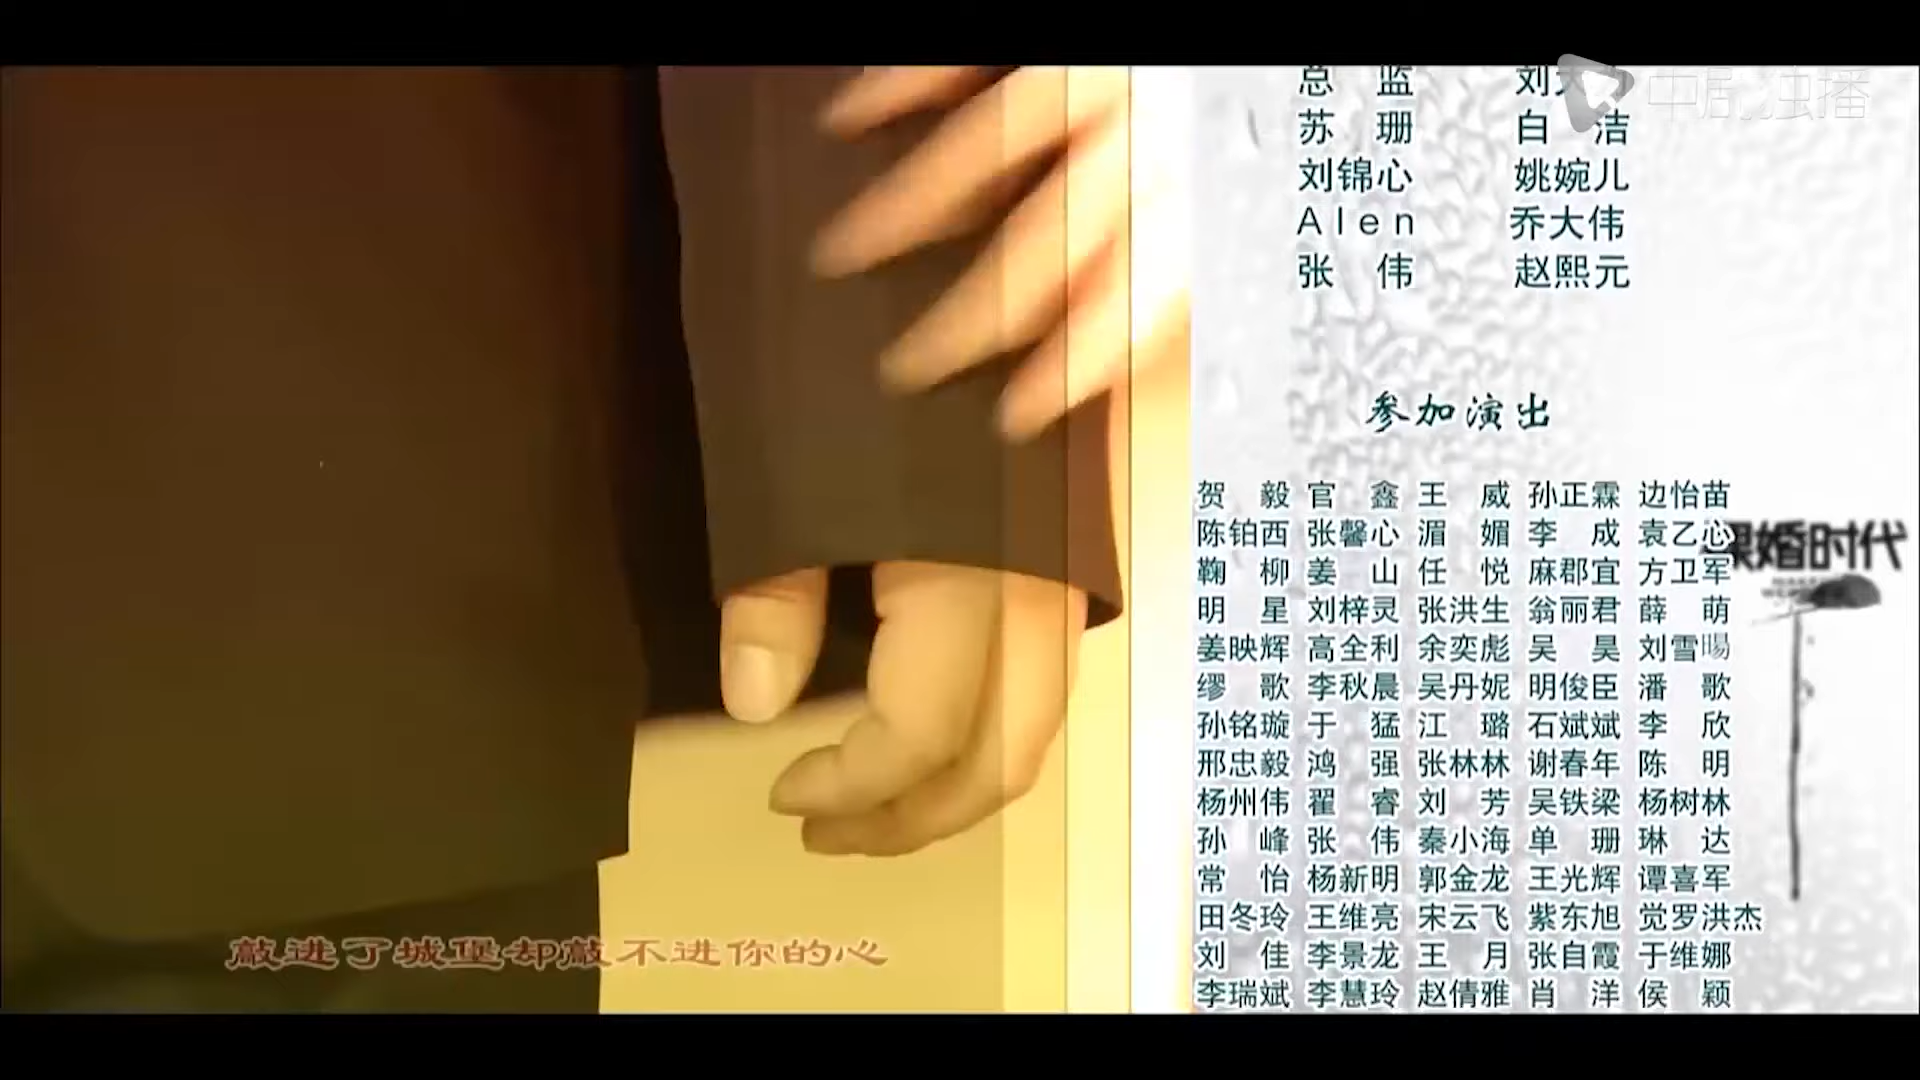 总 监 刘天
中剧独播
苏 珊 白 洁
刘锦心 姚婉儿
Alen 乔大伟
张 伟 赵熙元
参加演出
贺 毅 官 鑫 王 威 孙正霖 边怡苗
陈铂西 张馨心 湄 媚 李 成 袁乙心
裸婚时代
鞠 柳 姜 山 任 悦 麻郡宜 方卫军
明 星 刘梓灵 张洪生 翁丽君 薛 萌
姜映辉 高全利 余奕彪 吴 昊 刘雪暘
缪 歌 李秋晨 吴丹妮 明俊臣 潘 歌
孙铭璇 于 猛 江 璐 石斌斌 李 欣
邢忠毅 鸿 强 张林林 谢春年 陈 明
杨州伟 翟 睿 刘 芳 吴铁梁 杨树林
孙 峰 张 伟 秦小海 单 珊 琳 达
常 怡 杨新明 郭金龙 王光辉 谭喜军
田冬玲 王维亮 宋云飞 紫东旭 觉罗洪杰
刘 佳 李景龙 王 月 张自霞 于维娜
李瑞斌 李慧玲 赵倩雅 肖 洋 侯 颖
敲进了城堡却敲不进你的心